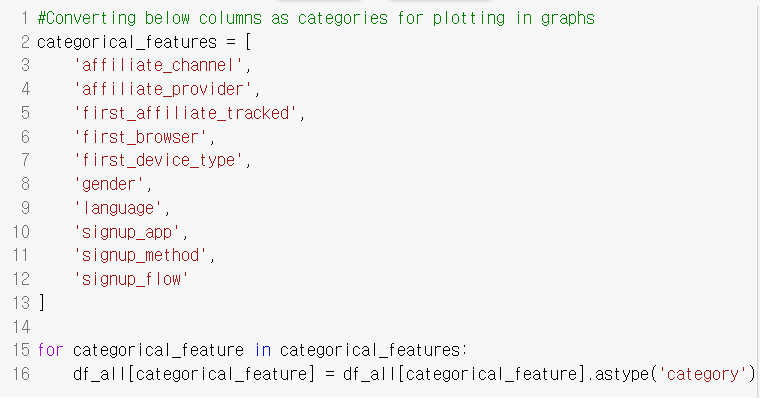 1 #Converting below columns as categories for plotting in graphs
2 categorical_features = [
3     'affiliate_channel',
4     'affiliate_provider',
5     'first_affiliate_tracked',
6     'first_browser',
7     'first_device_type',
8     'gender',
9     'language',
10     'signup_app',
11     'signup_method',
12     'signup_flow'
13 ]
14
15 for categorical_feature in categorical_features:
16     df_all[categorical_feature] = df_all[categorical_feature].astype('category')